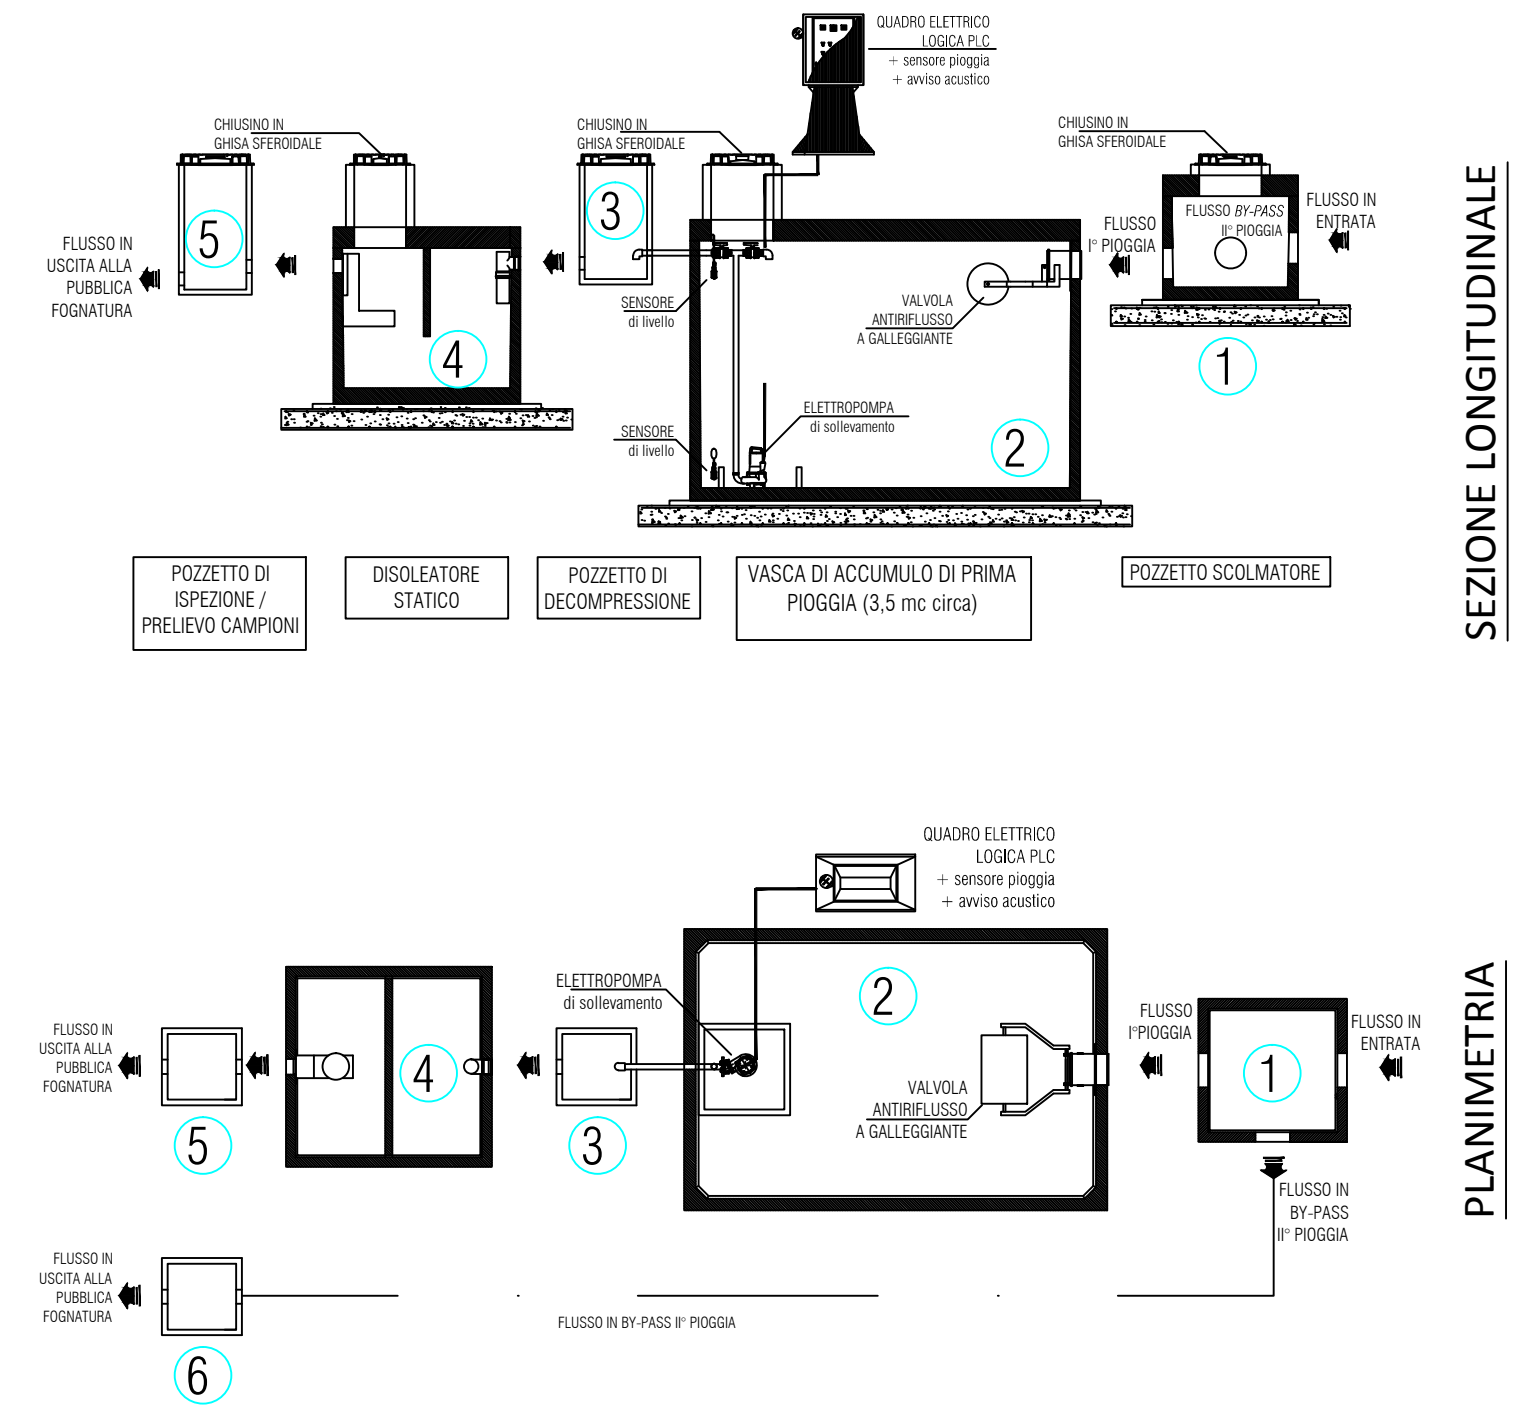 QUADRO ELETTRICO
LOGICA PLC
+ sensore pioggia
+ avviso acustico
CHIUSINO IN
GHISA SFEROIDALE
CHIUSINO IN
GHISA SFEROIDALE
CHIUSINO IN
GHISA SFEROIDALE
5
FLUSSO IN
USCITA ALLA
PUBBLICA
FOGNATURA
4
3
SENSORE
di livello
SENSORE
di livello
ELETTROPOMPA
di sollevamento
VALVOLA
ANTIRIFLUSSO
A GALLEGGIANTE
2
FLUSSO
I° PIOGGIA
FLUSSO BY-PASS
II° PIOGGIA
FLUSSO IN
ENTRATA
1
SEZIONE LONGITUDINALE
POZZETTO DI
ISPEZIONE /
PRELIEVO CAMPIONI
DISOLEATORE
STATICO
POZZETTO DI
DECOMPRESSIONE
VASCA DI ACCUMULO DI PRIMA
PIOGGIA (3,5 mc circa)
POZZETTO SCOLMATORE
QUADRO ELETTRICO
LOGICA PLC
+ sensore pioggia
+ avviso acustico
ELETTROPOMPA
di sollevamento
2
FLUSSO IN
USCITA ALLA
PUBBLICA
FOGNATURA
5
4
3
VALVOLA
ANTIRIFLUSSO
A GALLEGGIANTE
FLUSSO
I°PIOGGIA
1
FLUSSO IN
ENTRATA
FLUSSO IN
BY-PASS
II° PIOGGIA
PLANIMETRIA
FLUSSO IN
USCITA ALLA
PUBBLICA
FOGNATURA
FLUSSO IN BY-PASS II° PIOGGIA
6